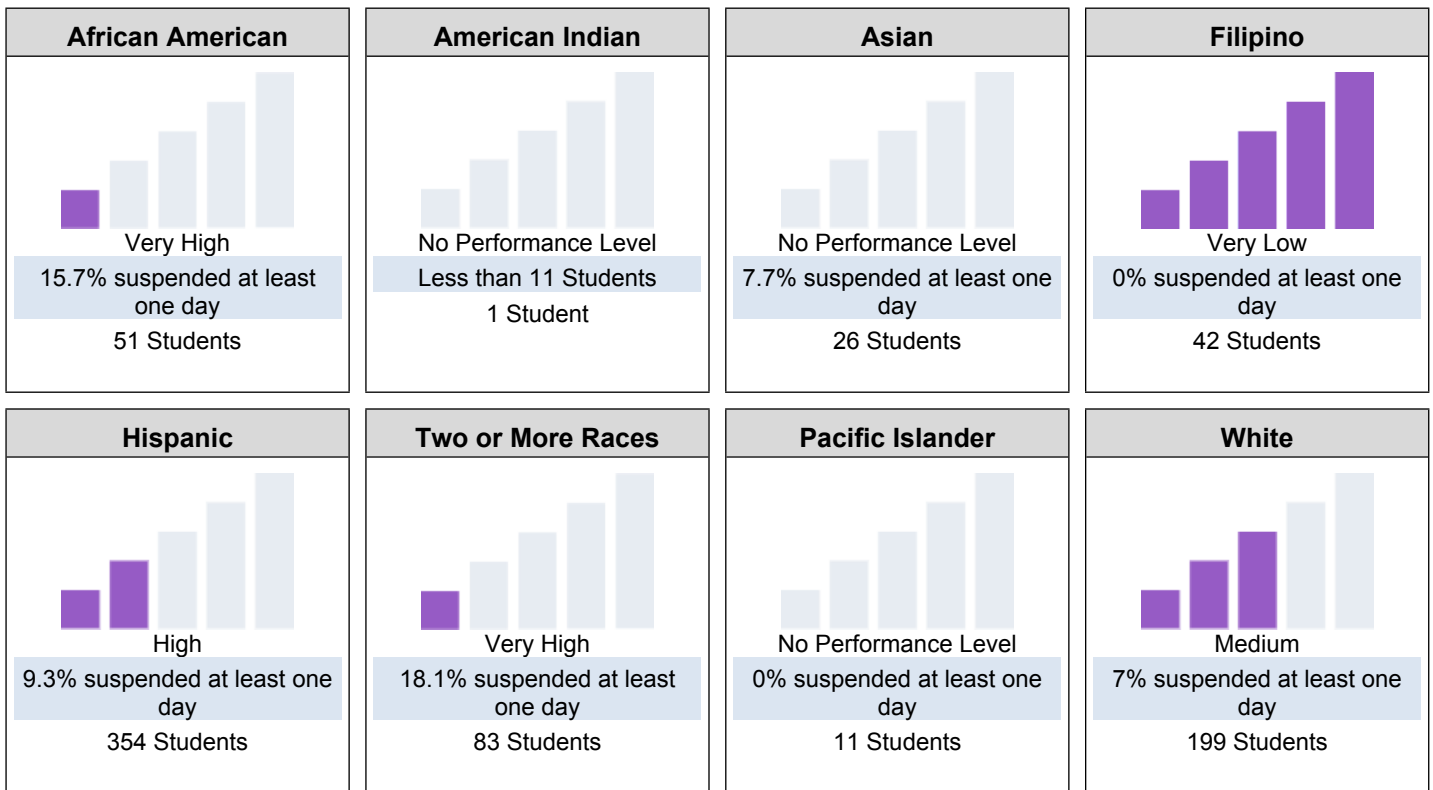 African American
Very High
15.7% suspended at least
one day
51 Students
American Indian
No Performance Level
Less than 11 Students
1 Student
Asian
No Performance Level
7.7% suspended at least one
day
26 Students
Filipino
Very Low
0% suspended at least one
day
42 Students
Hispanic
High
9.3% suspended at least one
day
354 Students
Two or More Races
Very High
18.1% suspended at least
one day
83 Students
Pacific Islander
No Performance Level
0% suspended at least one
day
11 Students
White
Medium
7% suspended at least one
day
199 Students